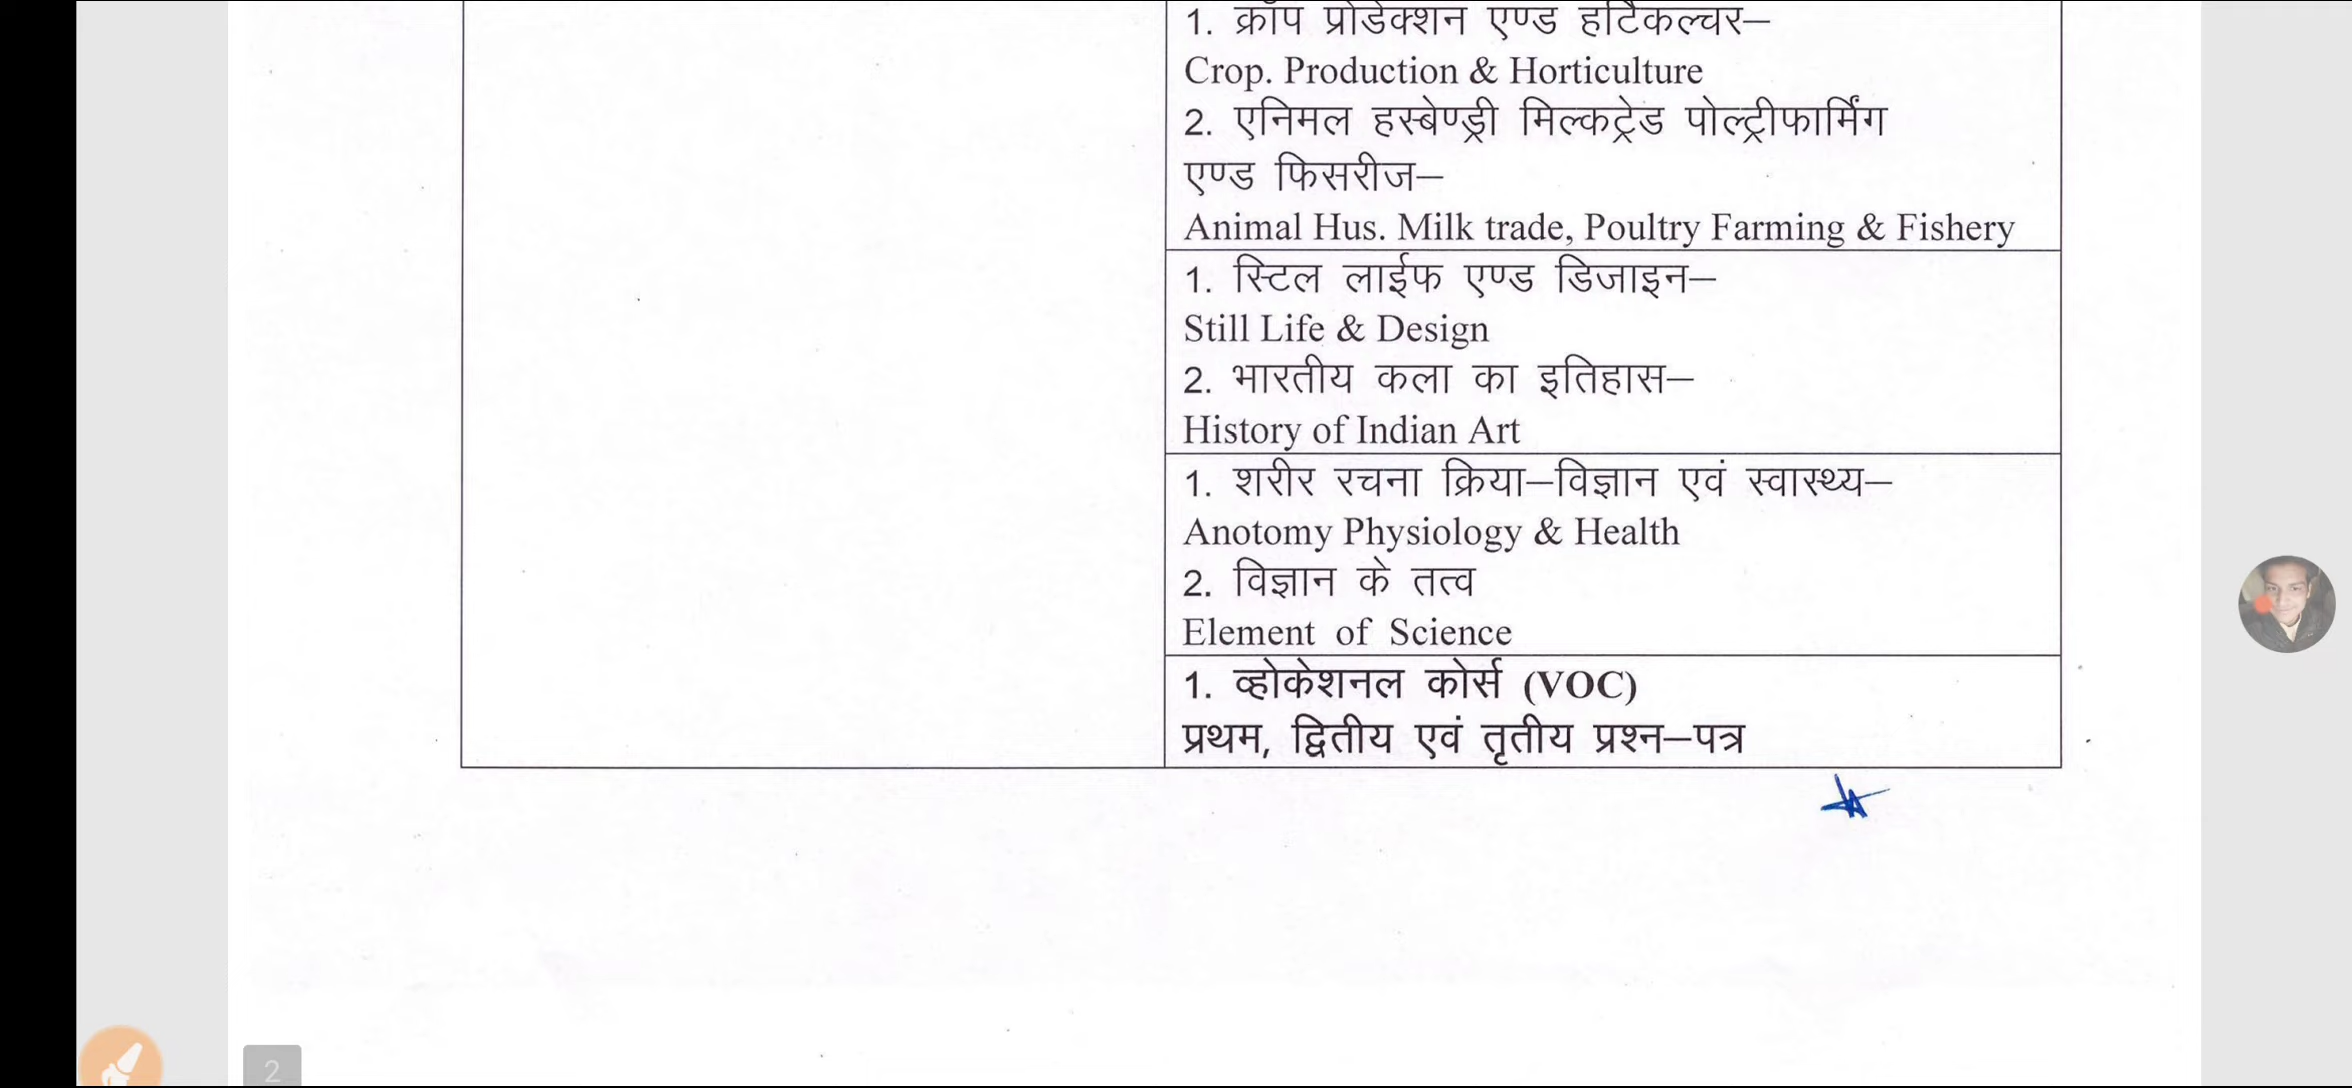 1. क्रॉप प्रोडेक्शन एण्ड हॉर्टिकल्चर–
Crop. Production & Horticulture
2. एनिमल हस्बेण्ड्री मिल्कट्रेड पोल्ट्रीफार्मिंग
एण्ड फिसरीज–
Animal Hus. Milk trade, Poultry Farming & Fishery
1. स्टिल लाईफ एण्ड डिजाइन–
Still Life & Design
2. भारतीय कला का इतिहास–
History of Indian Art
1. शरीर रचना क्रिया–विज्ञान एवं स्वास्थ्य–
Anotomy Physiology & Health
2. विज्ञान के तत्व
Element of Science
1. व्होकेशनल कोर्स (VOC)
प्रथम, द्वितीय एवं तृतीय प्रश्न–पत्र
2